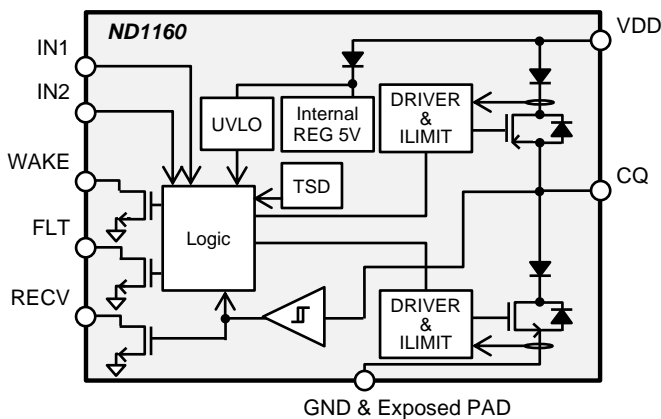 ND1160
IN1
IN2
WAKE
FLT
RECV
VDD
CQ
UVLO
Internal
REG 5V
DRIVER
&
ILIMIT
TSD
Logic
DRIVER
&
ILIMIT
GND & Exposed PAD